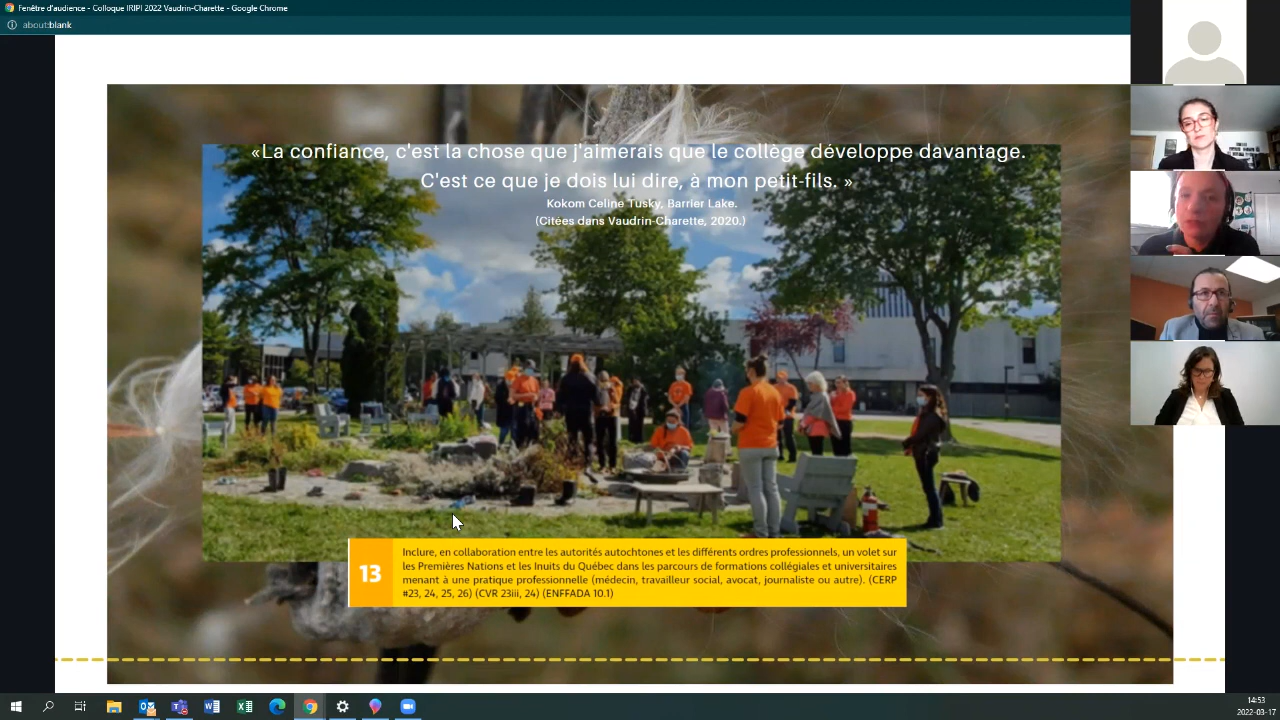 Fenêtre d'audience - Colloque IRIPI 2022 Vaudrin-Charette - Google Chrome
about:blank
«La confiance, c'est la chose que j'aimerais que le collège développe davantage.
C'est ce que je dois lui dire, à mon petit-fils. »
Kokom Celine Tusky, Barrier Lake.
(Citées dans Vaudrin-Charette, 2020.)
13
Inclure, en collaboration entre les autorités autochtones et les différents ordres professionnels, un volet sur
les Premières Nations et les Inuits du Québec dans les parcours de formations collégiales et universitaires
menant à une pratique professionnelle (médecin, travailleur social, avocat, journaliste ou autre). (CERP
#23, 24, 25, 26) (CVR 23iii, 24) (ENFFADA 10.1)
14:53
2022-03-17